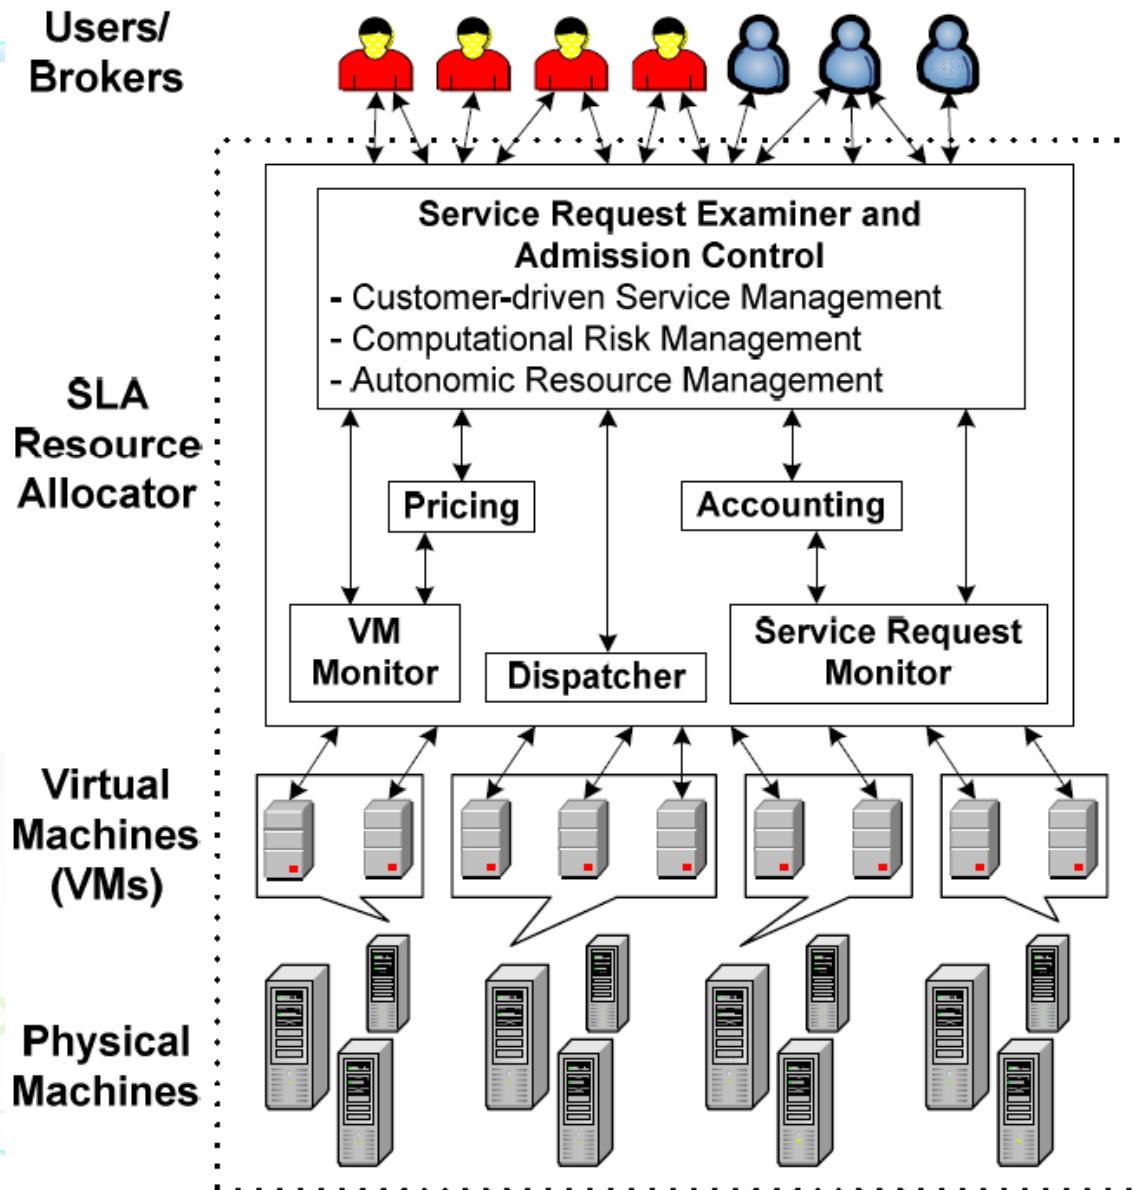 Users/
Brokers
Service Request Examiner and
Admission Control
- Customer-driven Service Management
- Computational Risk Management
- Autonomic Resource Management
SLA
Resource
Allocator
Pricing
Accounting
VM
Monitor
Dispatcher
Service Request
Monitor
Virtual
Machines
(VMs)
Physical
Machines